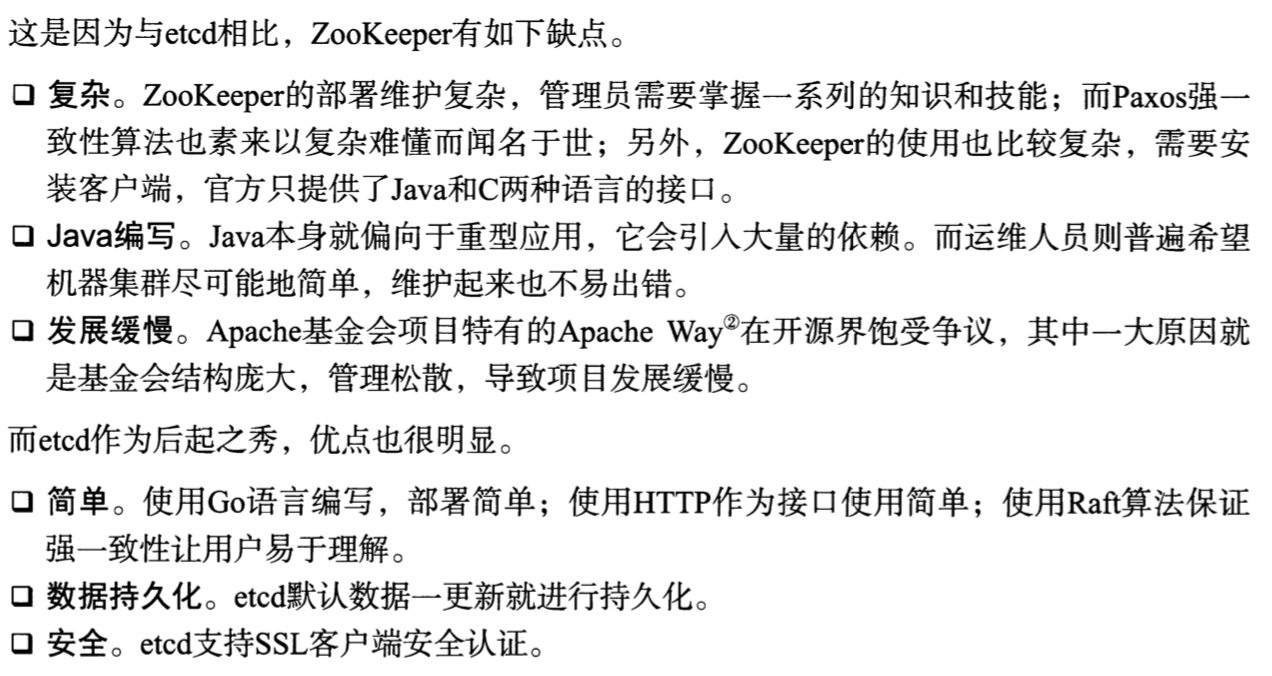 这是因为与etcd相比，ZooKeeper有如下缺点。
❑ 复杂。ZooKeeper的部署维护复杂，管理员需要掌握一系列的知识和技能；而Paxos强一
致性算法也素来以复杂难懂而闻名于世；另外，ZooKeeper的使用也比较复杂，需要安
装客户端，官方只提供了Java和C两种语言的接口。
❑ Java编写。Java本身就偏向于重型应用，它会引入大量的依赖。而运维人员则普遍希望
机器集群尽可能地简单，维护起来也不易出错。
❑ 发展缓慢。Apache基金会项目特有的Apache Way②在开源界饱受争议，其中一大原因就
是基金会结构庞大，管理松散，导致项目发展缓慢。
而etcd作为后起之秀，优点也很明显。
❑ 简单。使用Go语言编写，部署简单；使用HTTP作为接口使用简单；使用Raft算法保证
强一致性让用户易于理解。
❑ 数据持久化。etcd默认数据一更新就进行持久化。
❑ 安全。etcd支持SSL客户端安全认证。